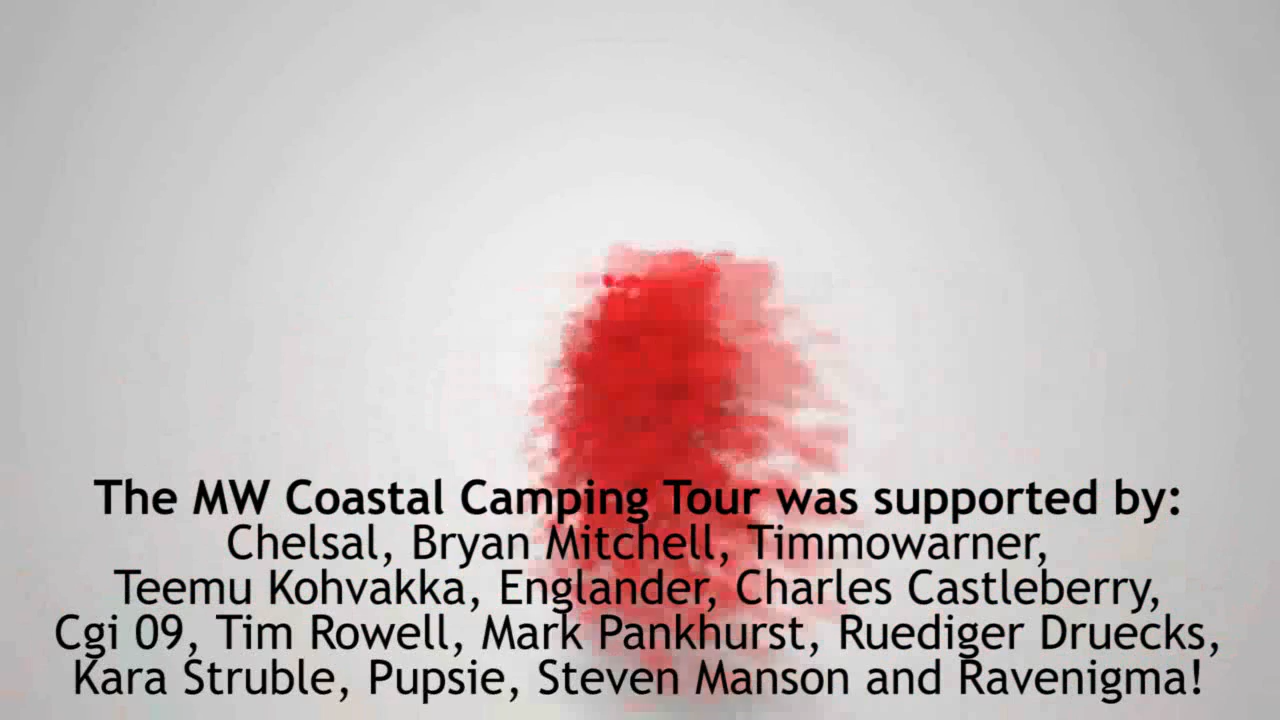 The MW Coastal Camping Tour was supported by:
Chelsal, Bryan Mitchell, Timmowarner,
Teemu Kohvakka, Englander, Charles Castleberry,
Cgi 09, Tim Rowell, Mark Pankhurst, Ruediger Druecks,
Kara Struble, Pupsie, Steven Manson and Ravenigma!